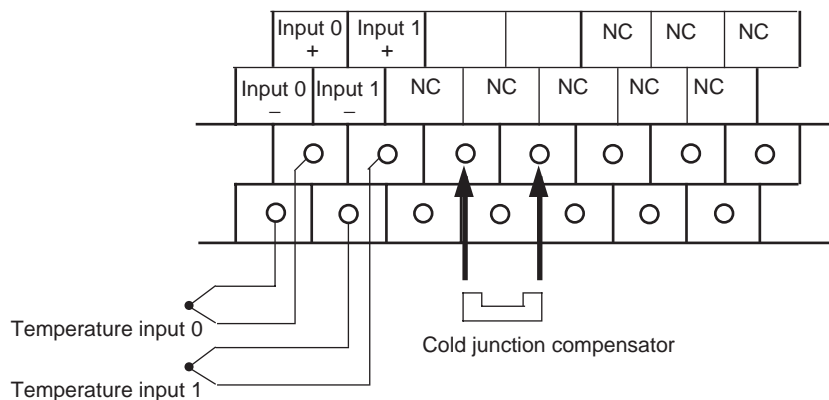 Input 0 Input 1 NC NC NC
+ +
Input 0 Input 1 NC NC NC NC NC
– –
Temperature input 0
Cold junction compensator
Temperature input 1